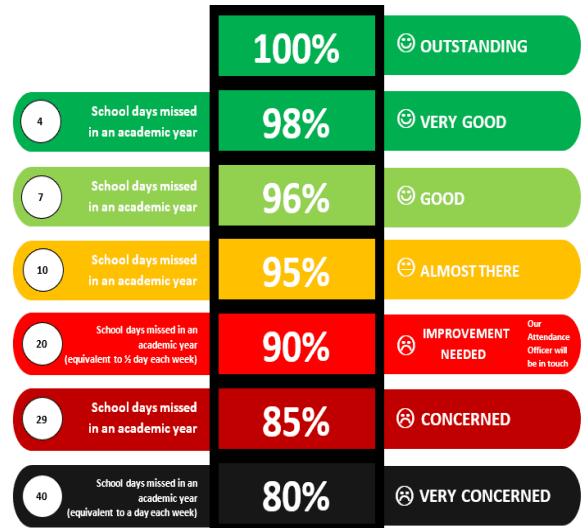 100%
OUTSTANDING
4
School days missed
in an academic year
98%
VERY GOOD
7
School days missed
in an academic year
96%
GOOD
10
School days missed
in an academic year
95%
ALMOST THERE
20
School days missed in an
academic year
(equivalent to ½ day each week)
90%
IMPROVEMENT
NEEDED
Our
Attendance
Officer will
be in touch
29
School days missed
in an academic year
85%
CONCERNED
40
School days missed in an
academic year
(equivalent to a day each week)
80%
VERY CONCERNED